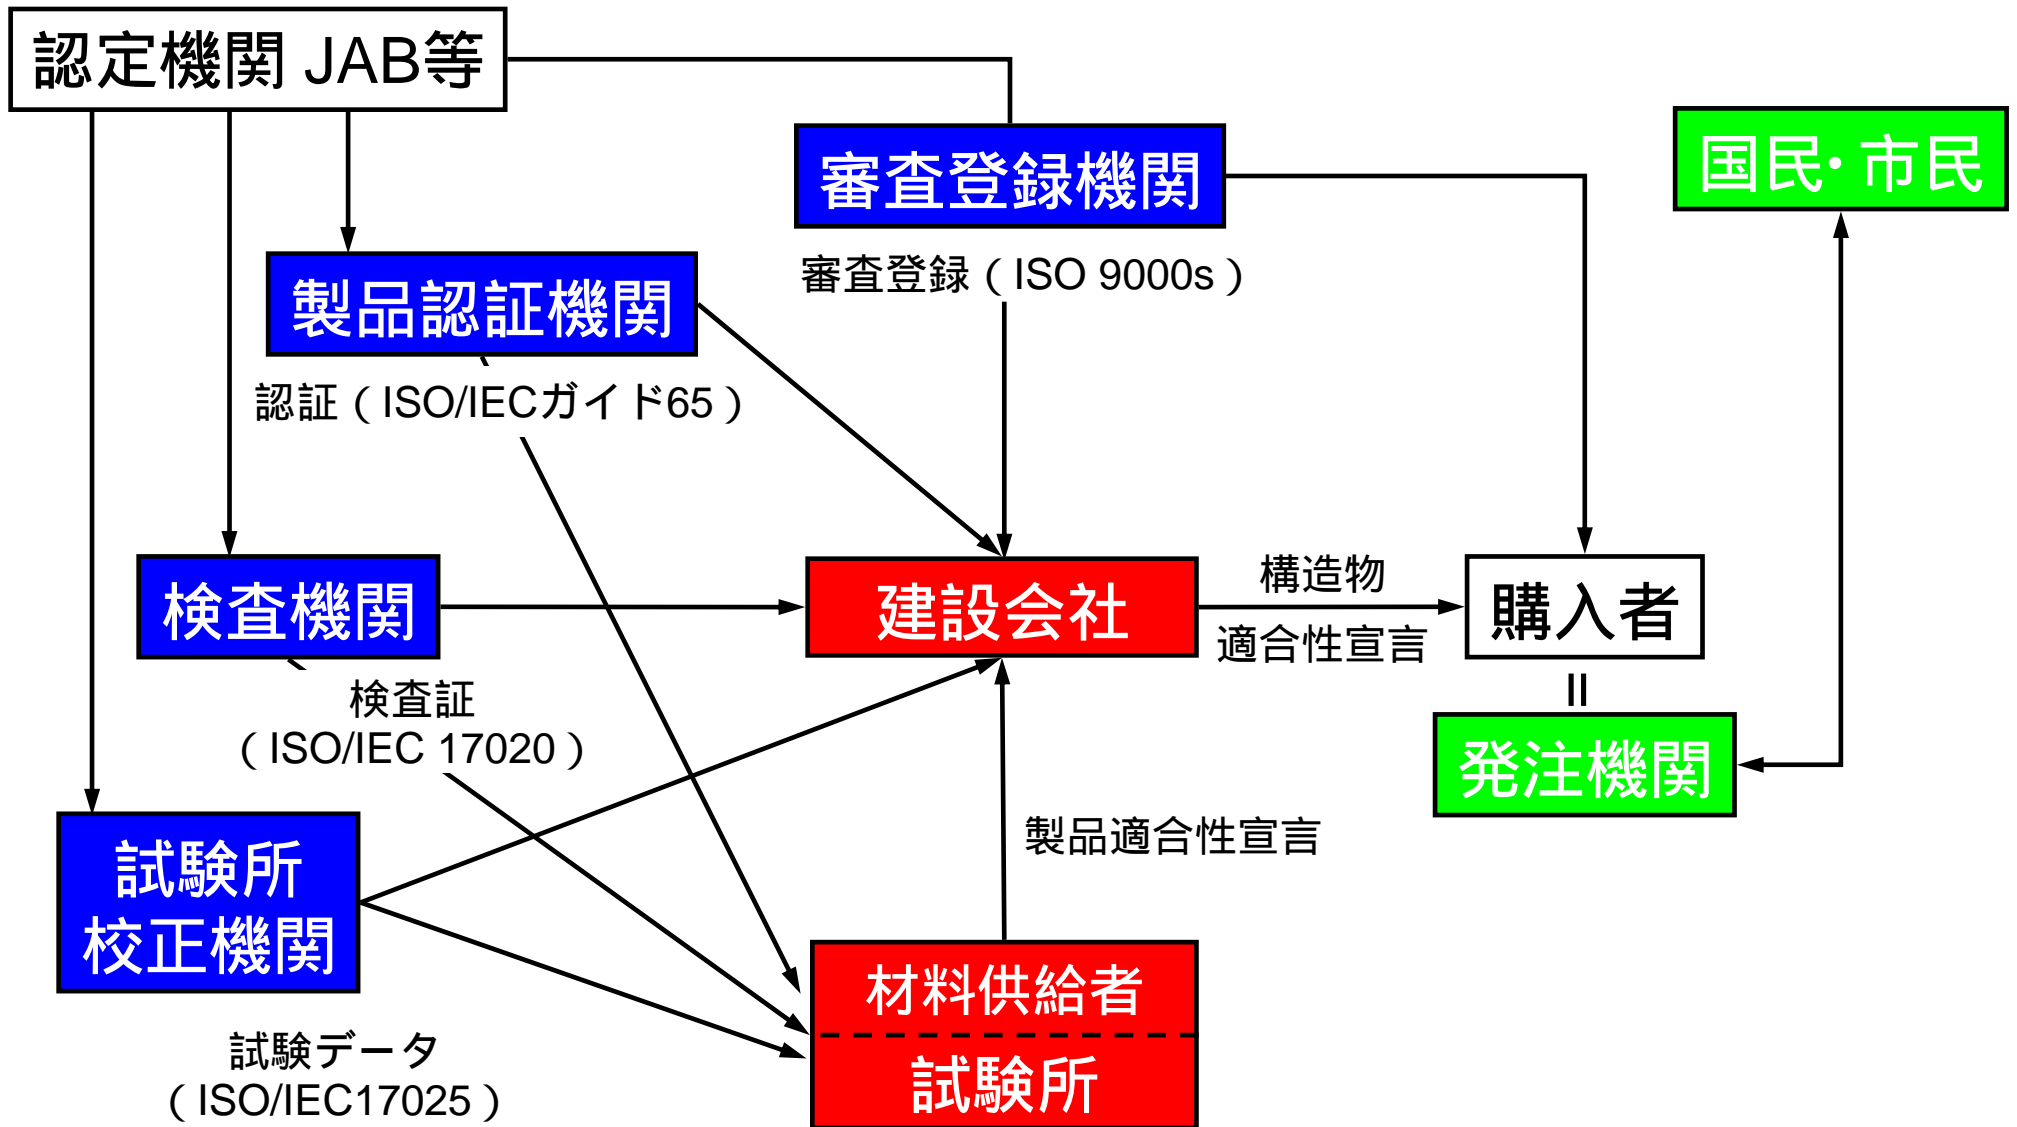 認定機関 JAB等
審査登録機関
国民・市民
審査登録（ISO 9000s）
製品認証機関
認証（ISO/IECガイド65）
検査機関
建設会社
構造物
適合性宣言
購入者
=
発注機関
検査証
（ISO/IEC 17020）
試験所
校正機関
製品適合性宣言
材料供給者
試験所
試験データ
（ISO/IEC17025）